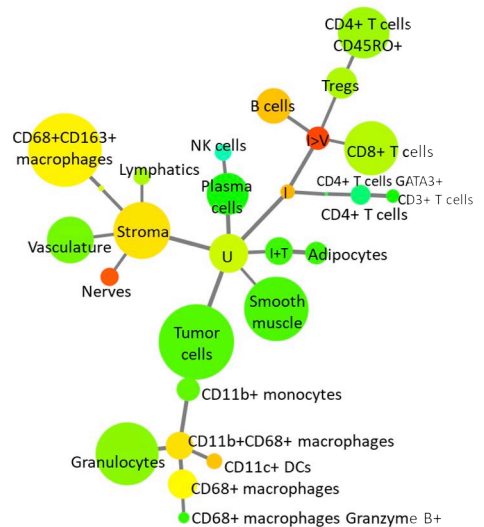 CD4+ T cells
CD45RO+
Tregs
B cells
I>V
CD8+ T cells
NK cells
CD68+CD163+
macrophages
Lymphatics
Plasma
cells
CD4+ T cells GATA3+
I
CD3+ T cells
CD4+ T cells
Stroma
Vasculature
U
I+T
Adipocytes
Nerves
Smooth
muscle
Tumor
cells
CD11b+ monocytes
CD11b+CD68+ macrophages
Granulocytes
CD11c+ DCs
CD68+ macrophages
CD68+ macrophages Granzyme B+